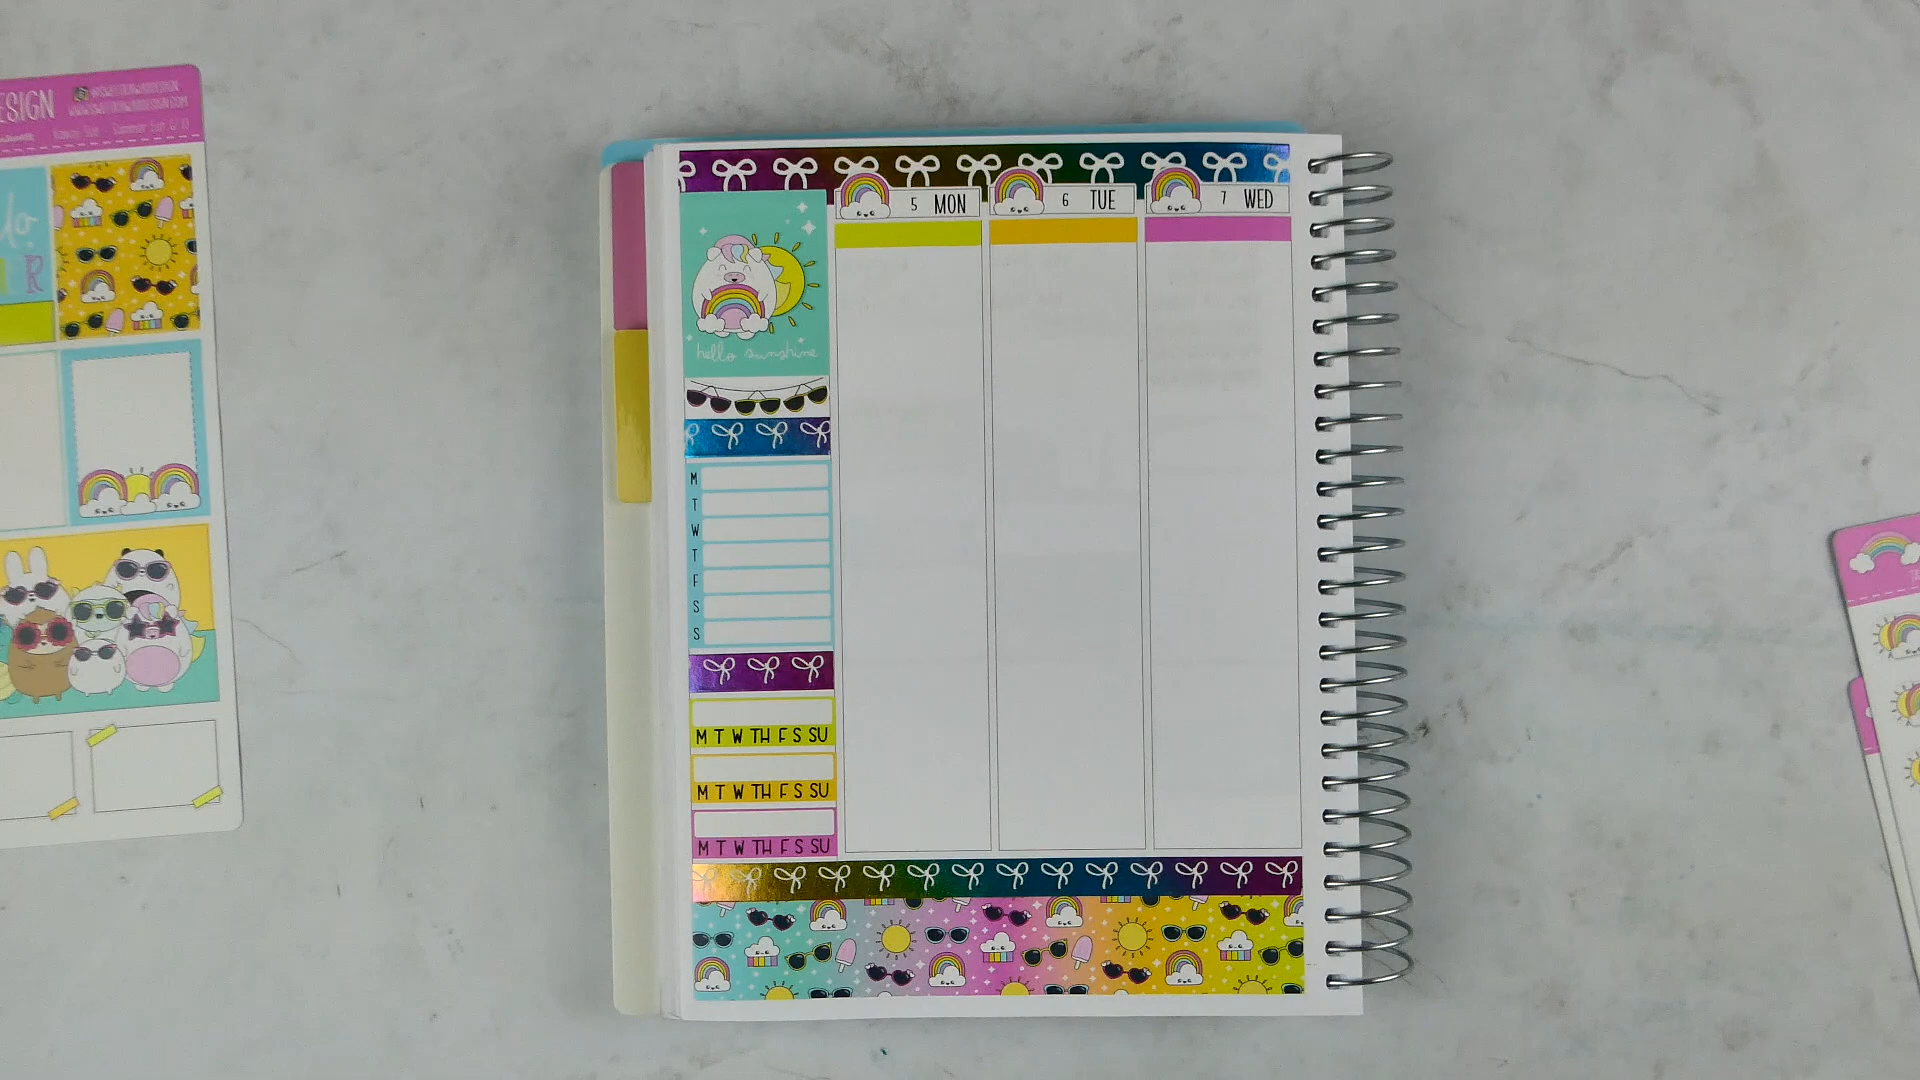 ESIGN
5 MON
6 TUE
7 WED
hello sunshine
M
T
W
T
F
S
S
M T W TH F S SU
M T W TH F S SU
M T W TH F S SU